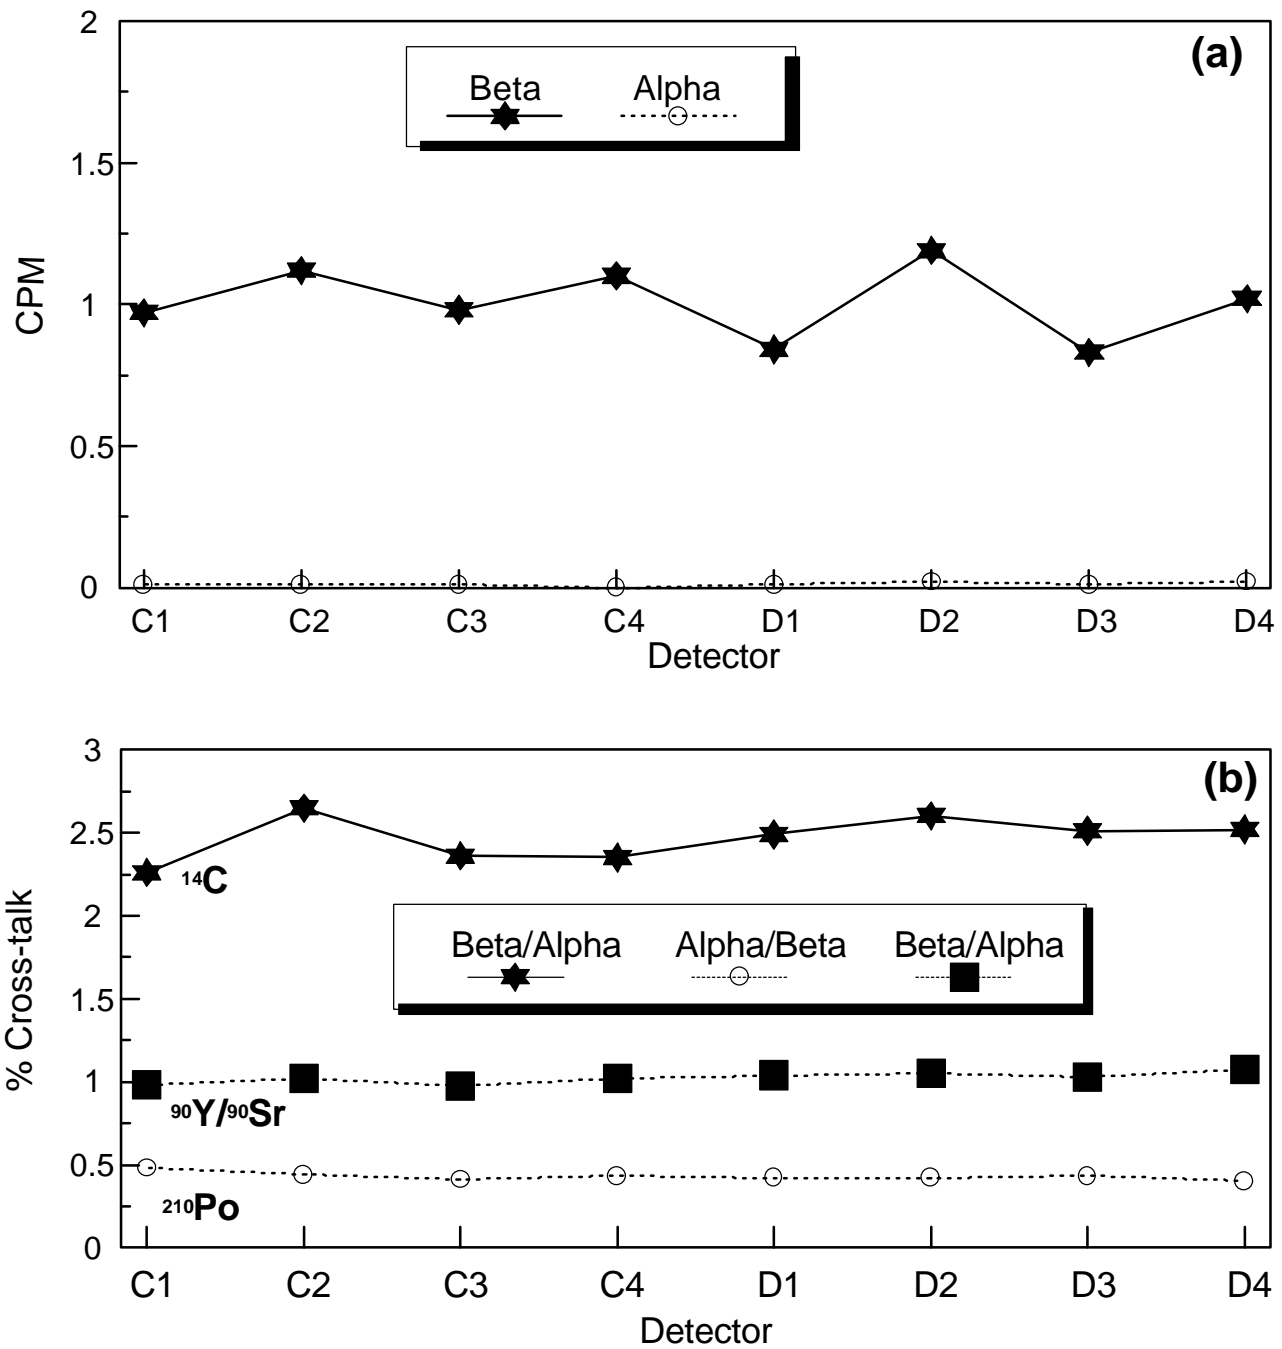 2
(a)
Beta Alpha
1.5
CPM
1
0.5
0
C1 C2 C3 C4 D1 D2 D3 D4
Detector
3
(b)
2.5
¹⁴C
% Cross-talk
2
Beta/Alpha Alpha/Beta Beta/Alpha
1.5
1
⁹⁰Y/⁹⁰Sr
0.5
²¹⁰Po
0
C1 C2 C3 C4 D1 D2 D3 D4
Detector